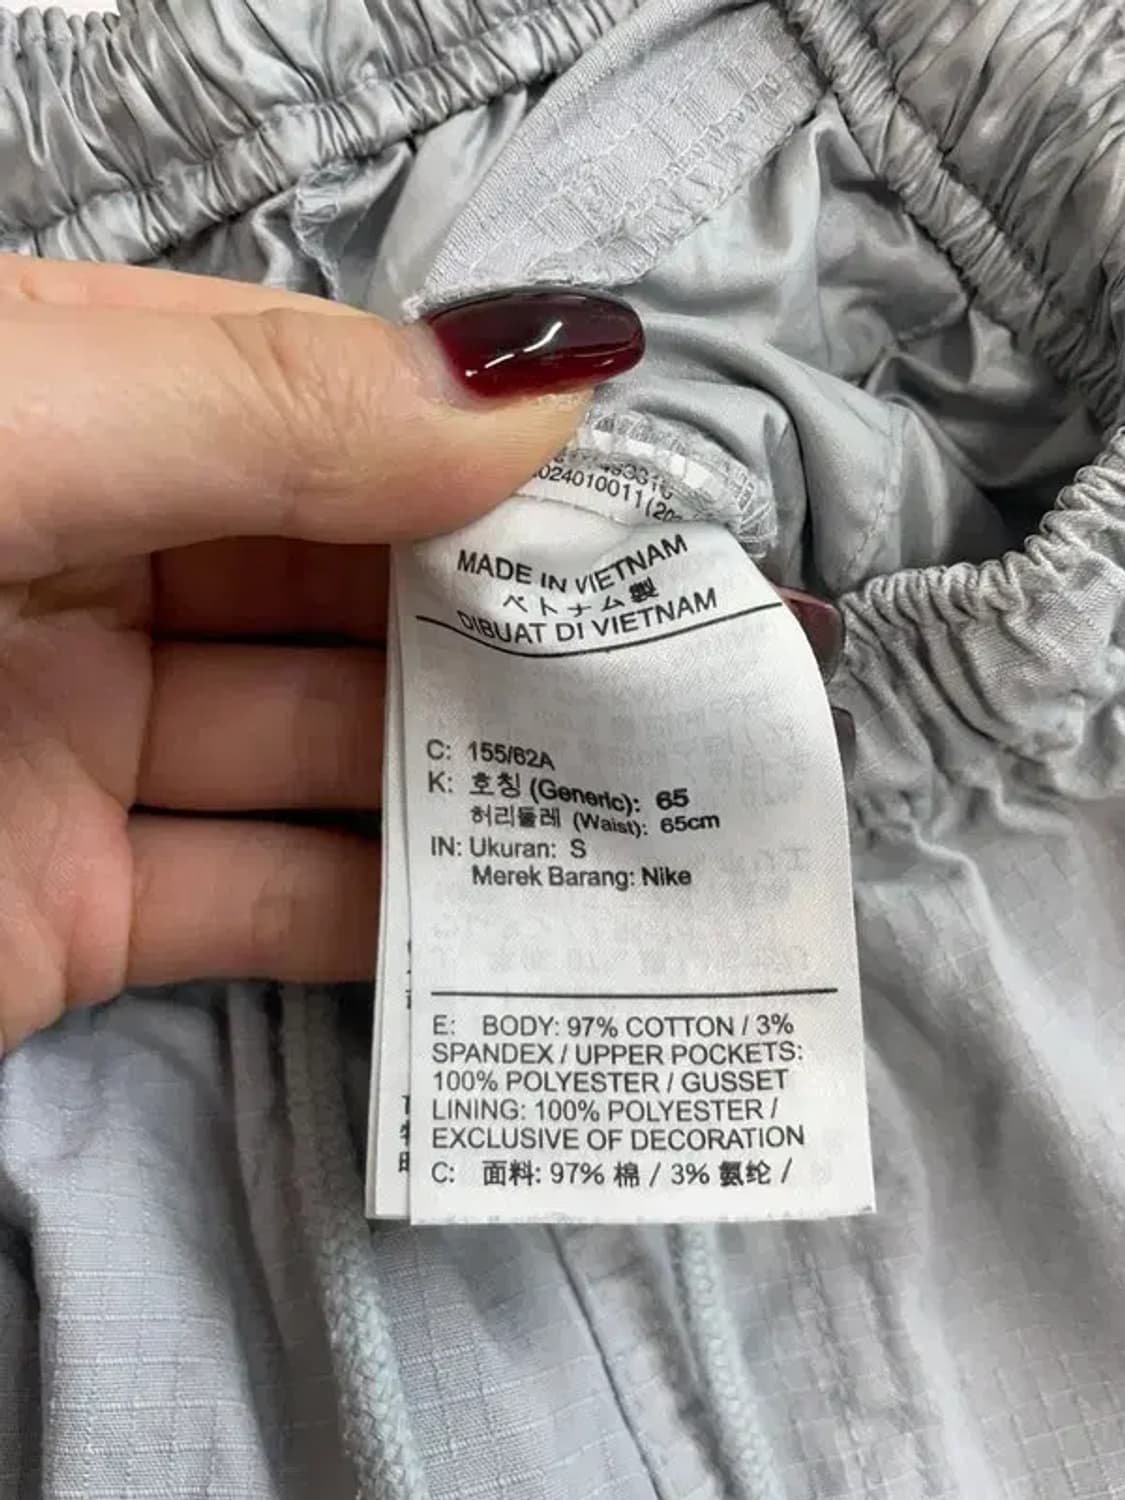 024010011(20
MADE IN VIETNAM
ベトナム製
DIBUAT DI VIETNAM
C: 155/62A
K: 호칭 (Generic): 65
허리둘레 (Waist): 65cm
IN: Ukuran: S
Merek Barang: Nike
E: BODY: 97% COTTON / 3%
SPANDEX / UPPER POCKETS:
100% POLYESTER / GUSSET
LINING: 100% POLYESTER /
EXCLUSIVE OF DECORATION
C: 面料: 97% 棉 / 3% 氨纶 /